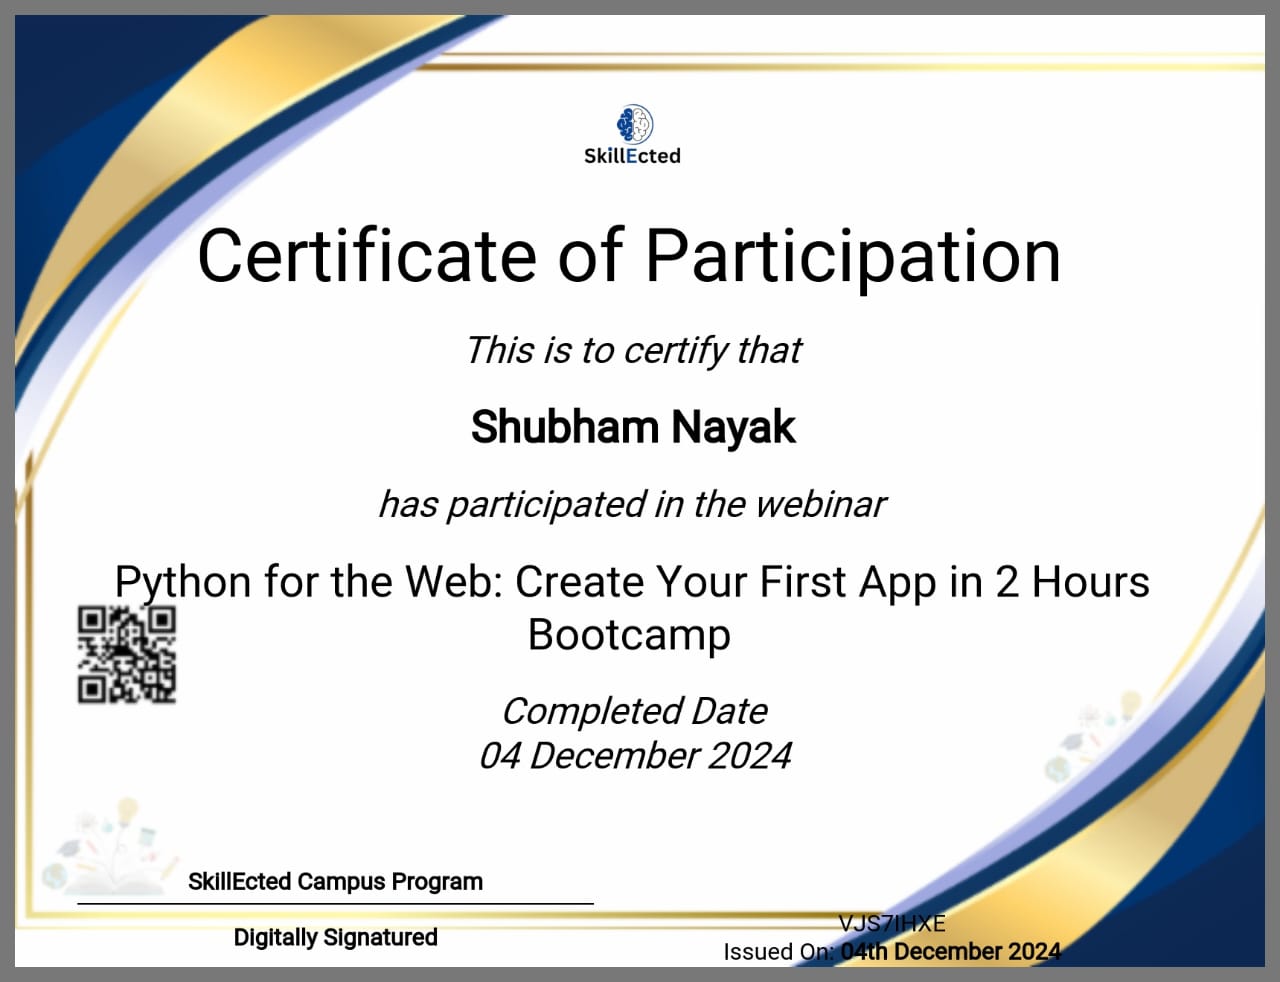 SkillEcted
Certificate of Participation
This is to certify that
Shubham Nayak
has participated in the webinar
Python for the Web: Create Your First App in 2 Hours
Bootcamp
Completed Date
04 December 2024
SkillEcted Campus Program
Digitally Signatured
VJS7IHXE
Issued On: 04th December 2024